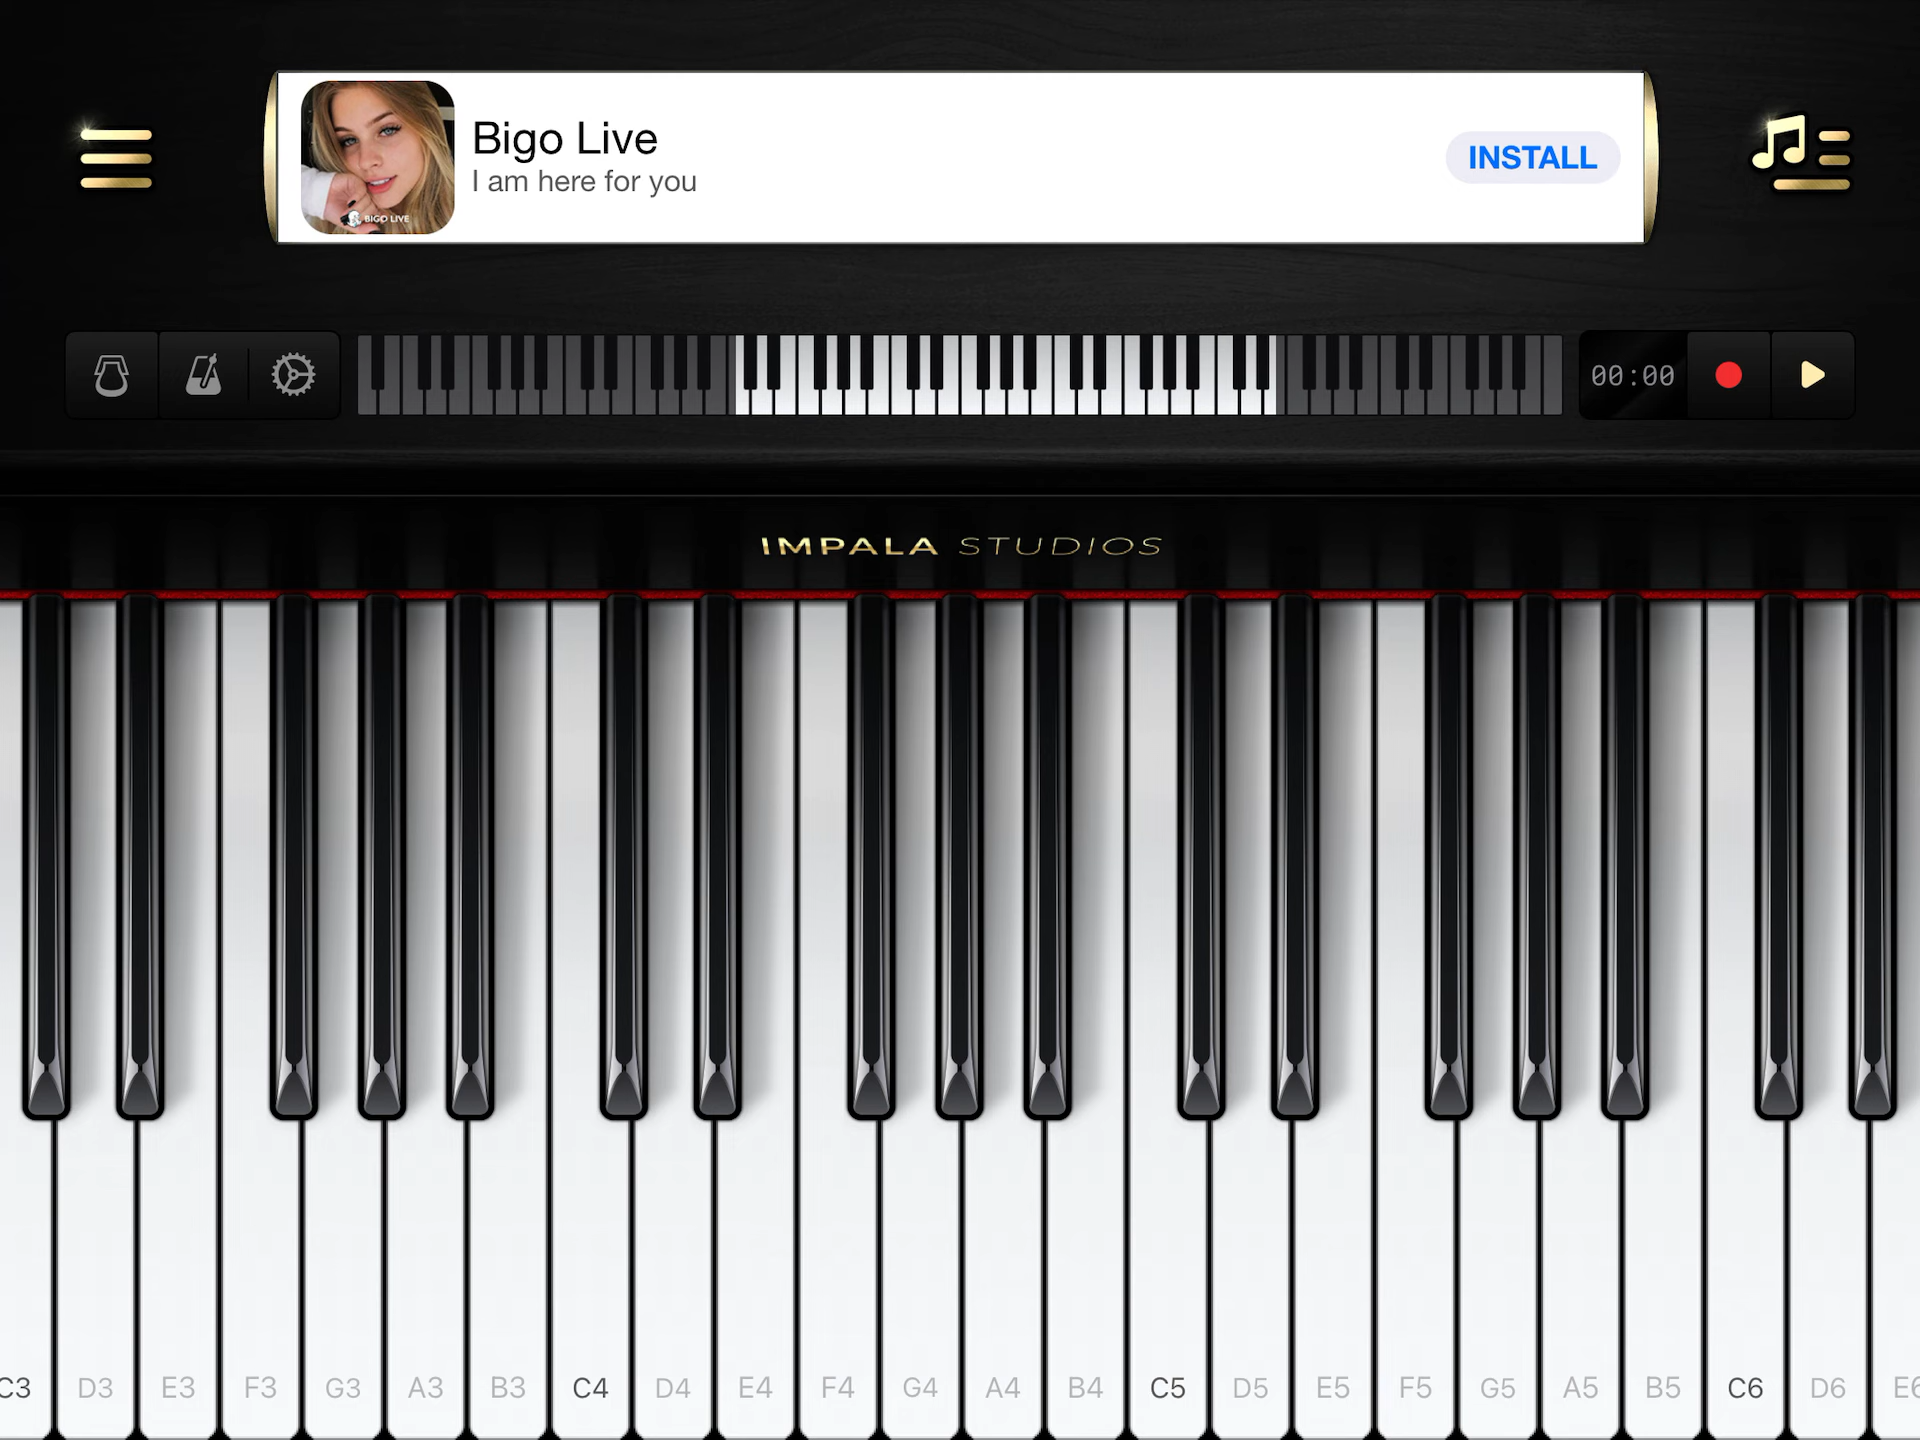 Bigo Live
I am here for you
BIGO LIVE
INSTALL
00:00
IMPALA STUDIOS
C3 D3 E3 F3 G3 A3 B3 C4 D4 E4 F4 G4 A4 B4 C5 D5 E5 F5 G5 A5 B5 C6 D6 E6